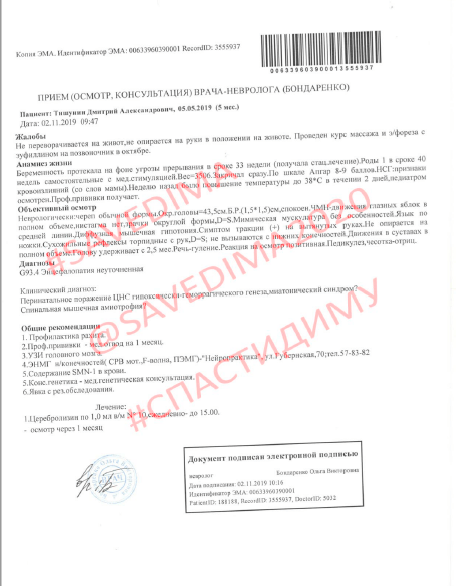 Копия ЭМА. Идентификатор ЭМА: 00633960390001 RecordID: 3555937
006339603900013555937
ПРИЕМ (ОСМОТР, КОНСУЛЬТАЦИЯ) ВРАЧА-НЕВРОЛОГА (БОНДАРЕНКО)
Пациент: Тишунин Дмитрий Александрович, 05.05.2019 (5 мес.)
Дата: 02.11.2019 09:47
Жалобы
Не переворачивается на живот,не опирается на руки в положении на животе. Проведен курс массажа и э/фореза с
эуфиллином на позвоночник в октябре.
Анамнез жизни
Беременность протекала на фоне угрозы прерывания в сроке 33 недели (получала стац.лечение).Роды 1 в сроке 40
недель самостоятельные с мед.стимуляцией.Вес=3506.Закричал сразу.По шкале Апгар 8-9 баллов.НСГ:признаки
кровоизлияний (со слов мамы).Неделю назад было повышение температуры до 38*С в течении 2 дней,педиатром
осмотрен.Проф.прививки получает.
Объективный осмотр
Неврологически:череп обычной формы.Окр.головы=43,5см.Б.Р.(1,5*1,5)см,спокоен.ЧМН-движения глазных яблок в
полном объеме,нистагма нет,зрачки округлой формы,D=S.Мимическая мускулатура особенностей.Язык по
средней линии.Диффузная мышечная гипотония.Симптом тракции (+) на вытянутых руках.Не опирается на
ножки.Сухожильные рефлексы торпидные с рук,D=S; не вызываются с нижних конечностей.Движения в суставах в
полном объеме.Голову удерживает с 2,5 мес.Речь-гуление.Реакция на осмотр позитивная.Педикулез,чесотка-отриц.
Диагнозы
G93.4 Энцефалопатия неуточненная
Клинический диагноз:
Перинатальное поражение ЦНС гипоксически-геморрагического генеза,миатонический синдром?
Спинальная мышечная амиотрофия?
Общие рекомендации
1. Профилактика рахита.
2.Проф.прививки - мед.отвод на 1 месяц.
3.УЗИ головного мозга.
4.ЭНМГ н/конечностей( СРВ мот.,F-волна, ПЭМГ)-"Нейропрактика",ул.Губернская,70;тел.57-83-82
5.Содержание SMN-1 в крови.
6.Конс.генетика - мед.генетическая консультация.
6.Явка с рез.обследования.
Лечение:
1.Церебролизин по 1,0 мл в/м N 10,ежедневно- до 15.00.
- осмотр через 1 месяц
Документ подписан электронной подписью
невролог Бондаренко Ольга Викторовна
Дата подписания: 02.11.2019 10:16
Идентификатор ЭМА: 00633960390001
PatientID: 188188, RecordID: 3555937, DoctorID: 5032
#SAVEDIMA
@SAVEDIMA2020
#СПАСТИДИМУ